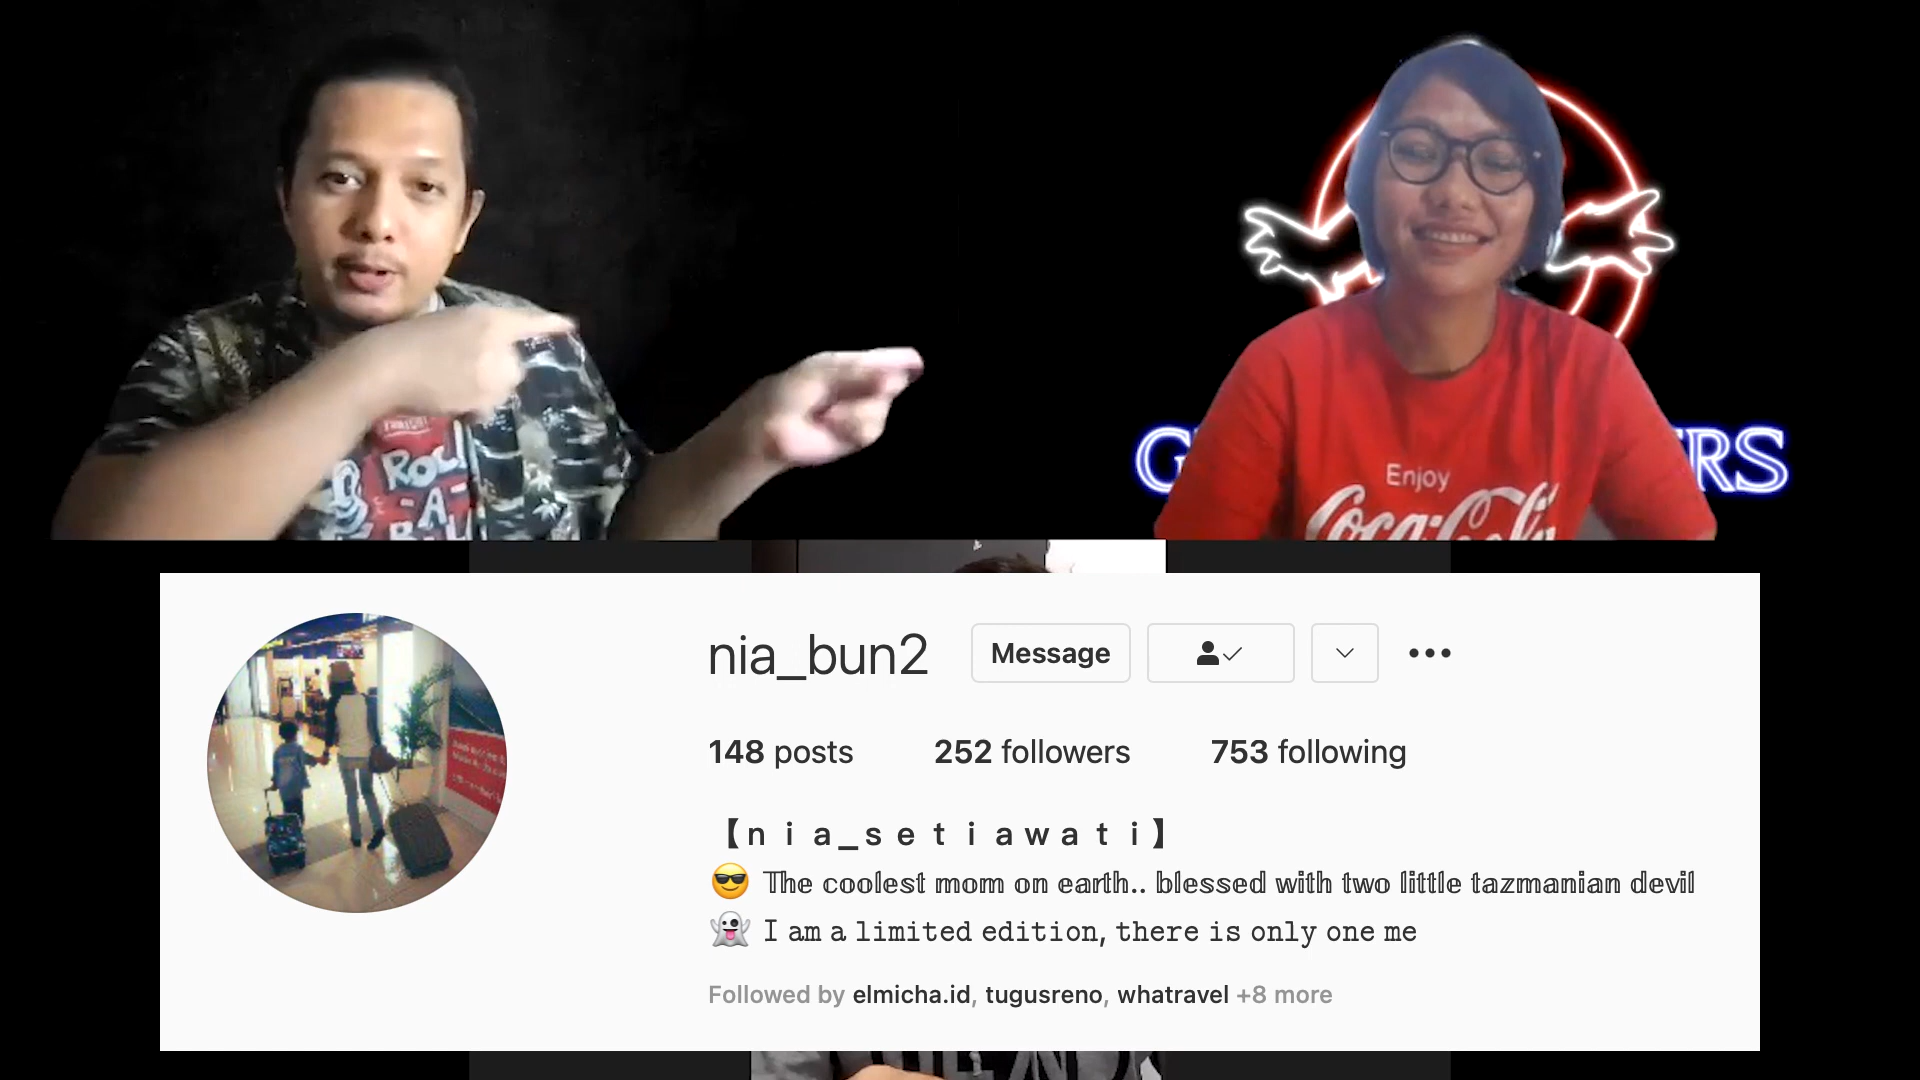 Enjoy
Coca-Cola
ROCK
-A-
nia_bun2
Message
148 posts 252 followers 753 following
【nia_setiawati】
😎 The coolest mom on earth.. blessed with two little tazmanian devil
👻 I am a limited edition, there is only one me
Followed by elmicha.id, tugusreno, whatravel +8 more